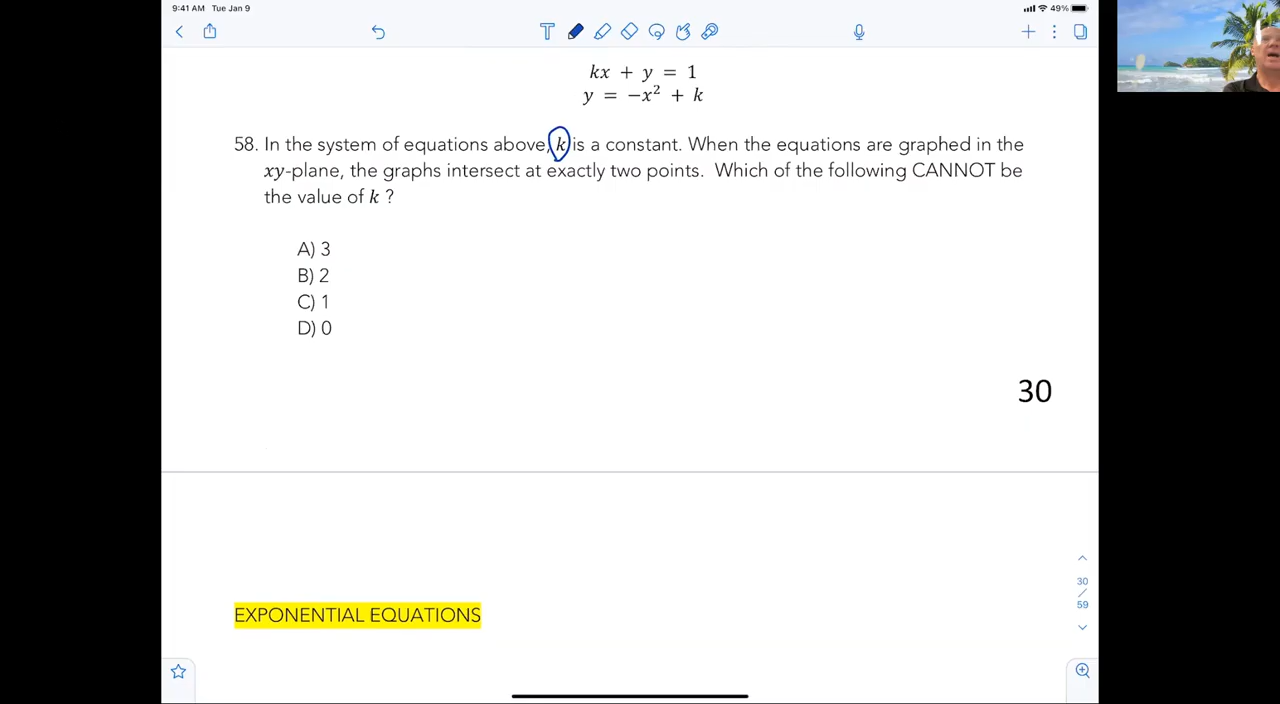 9:41 AM Tue Jan 9
49%
T
kx + y = 1
y = −x² + k
58. In the system of equations above, k is a constant. When the equations are graphed in the
xy-plane, the graphs intersect at exactly two points. Which of the following CANNOT be
the value of k ?
A) 3
B) 2
C) 1
D) 0
30
30
/
59
EXPONENTIAL EQUATIONS